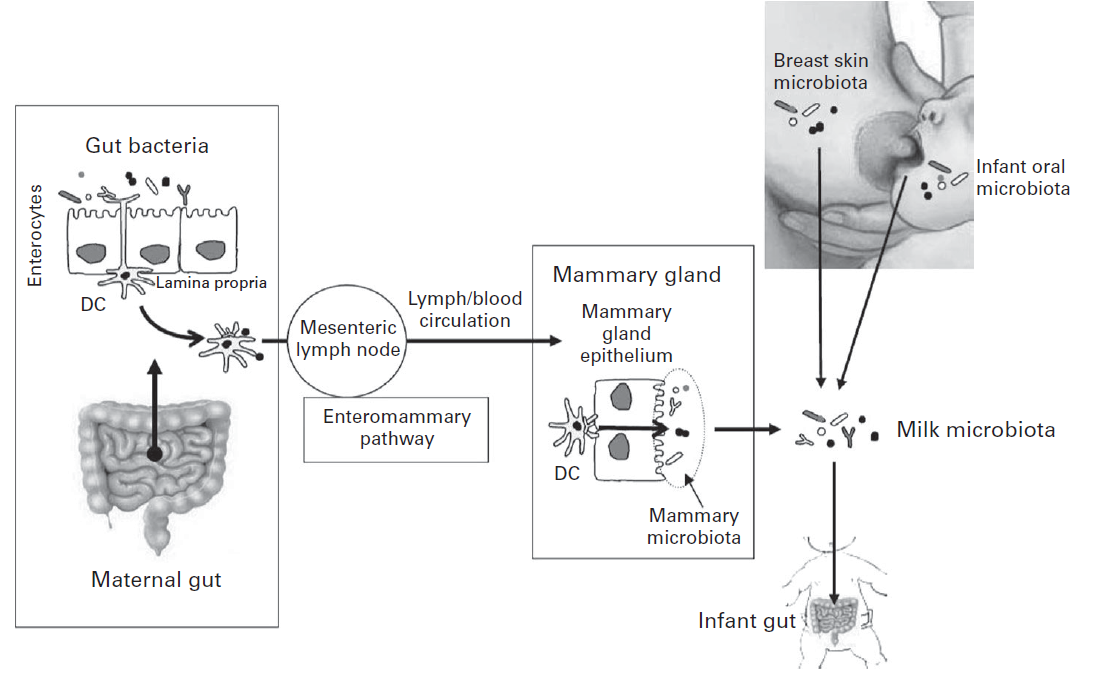 Breast skin
microbiota
Infant oral
microbiota
Gut bacteria
Enterocytes
Lamina propria
DC
Maternal gut
Mesenteric
lymph node
Lymph/blood
circulation
Enteromammary
pathway
Mammary gland
Mammary
gland
epithelium
DC
Mammary
microbiota
Milk microbiota
Infant gut